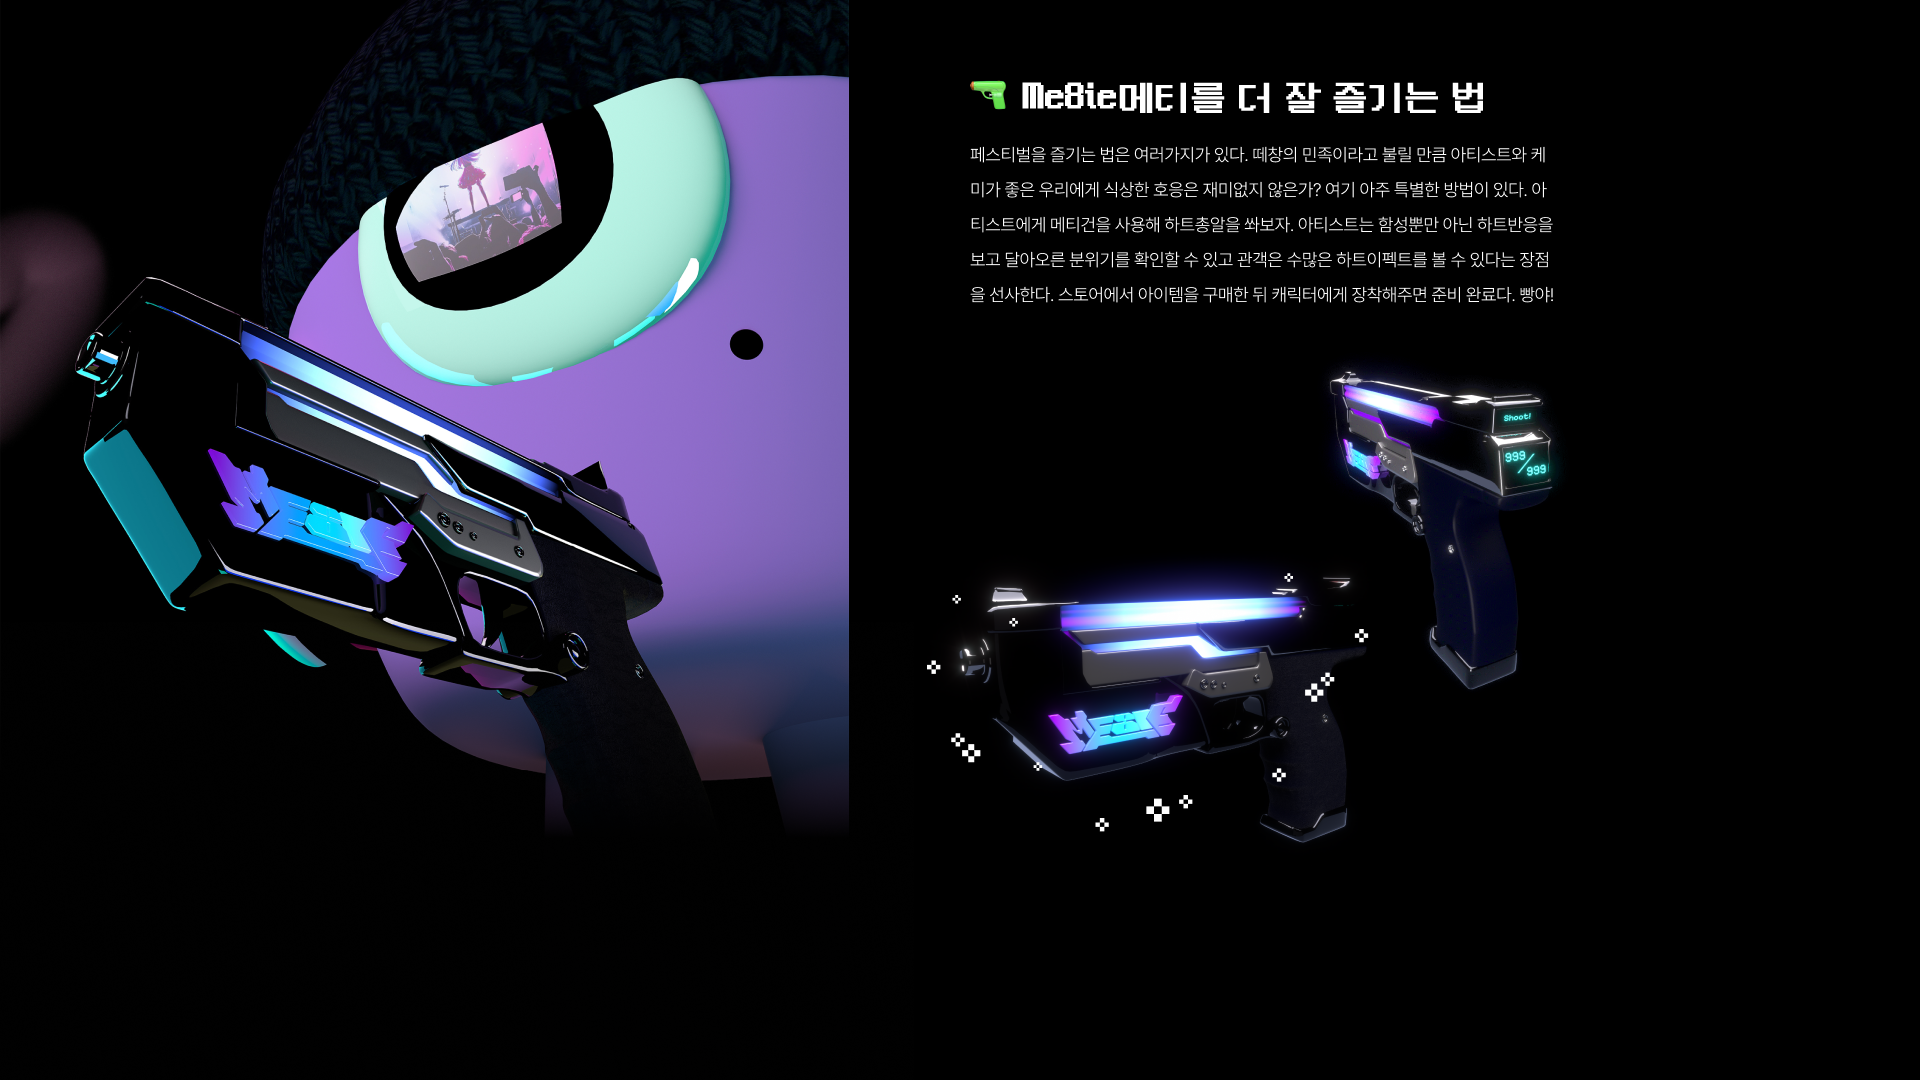 Me8ie메티를 더 잘 즐기는 법
페스티벌을 즐기는 법은 여러가지가 있다. 떼창의 민족이라고 불릴 만큼 아티스트와 케
미가 좋은 우리에게 식상한 호응은 재미없지 않은가? 여기 아주 특별한 방법이 있다. 아
티스트에게 메티건을 사용해 하트총알을 쏴보자. 아티스트는 함성뿐만 아닌 하트반응을
보고 달아오른 분위기를 확인할 수 있고 관객은 수많은 하트이펙트를 볼 수 있다는 장점
을 선사한다. 스토어에서 아이템을 구매한 뒤 캐릭터에게 장착해주면 준비 완료다. 빵야!
Shoot!
999/999
ME8IE
ME8IE